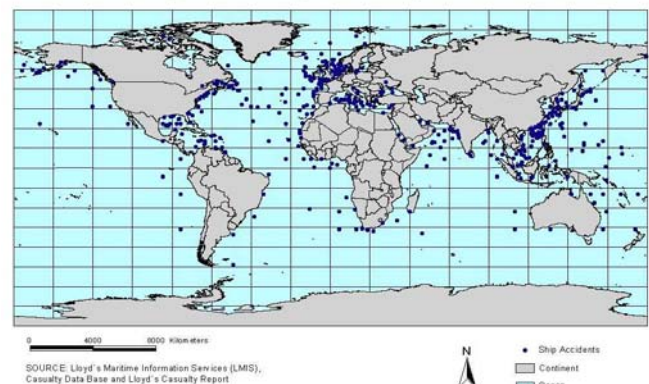 0 4000 8000 Kilometers
SOURCE: Lloyd's Maritime Information Services (LMIS),
Casualty Data Base and Lloyd's Casualty Report
N
Ship Accidents
Continent